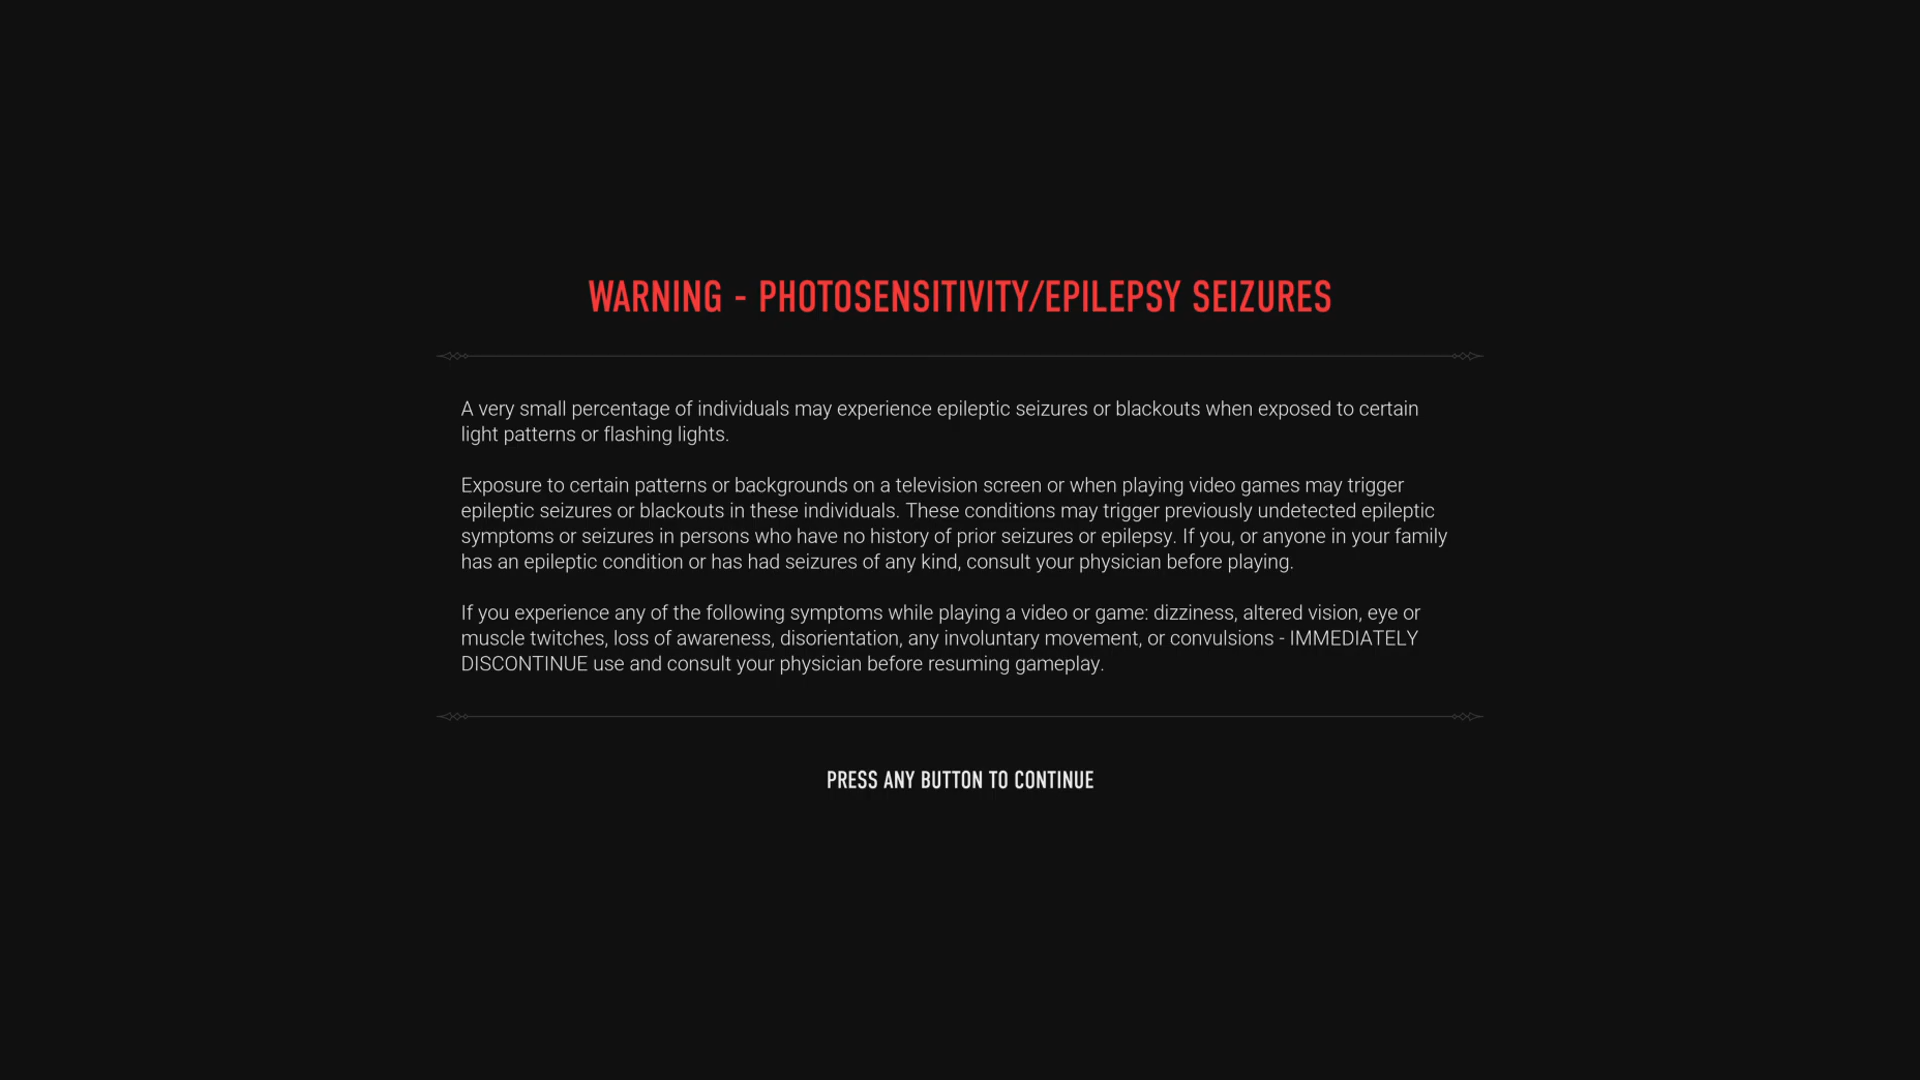 WARNING - PHOTOSENSITIVITY/EPILEPSY SEIZURES
A very small percentage of individuals may experience epileptic seizures or blackouts when exposed to certain
light patterns or flashing lights.
Exposure to certain patterns or backgrounds on a television screen or when playing video games may trigger
epileptic seizures or blackouts in these individuals. These conditions may trigger previously undetected epileptic
symptoms or seizures in persons who have no history of prior seizures or epilepsy. If you, or anyone in your family
has an epileptic condition or has had seizures of any kind, consult your physician before playing.
If you experience any of the following symptoms while playing a video or game: dizziness, altered vision, eye or
muscle twitches, loss of awareness, disorientation, any involuntary movement, or convulsions - IMMEDIATELY
DISCONTINUE use and consult your physician before resuming gameplay.
PRESS ANY BUTTON TO CONTINUE